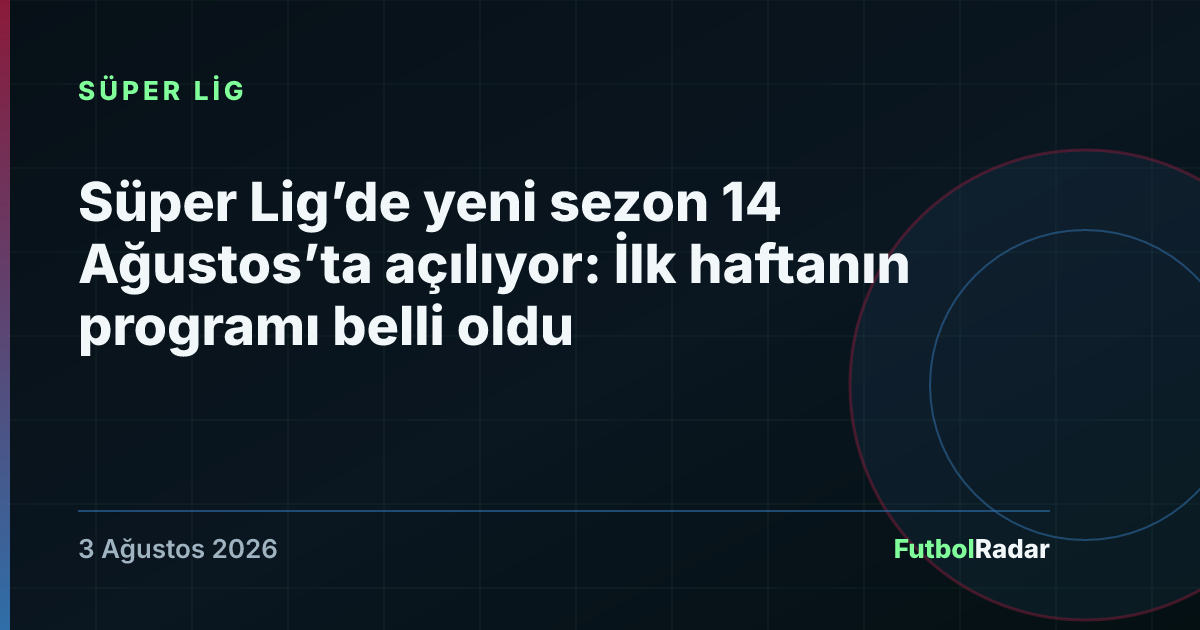 SÜPER LİG
Süper Lig’de yeni sezon 14
Ağustos’ta açılıyor: İlk haftanın
programı belli oldu
3 Ağustos 2026
FutbolRadar